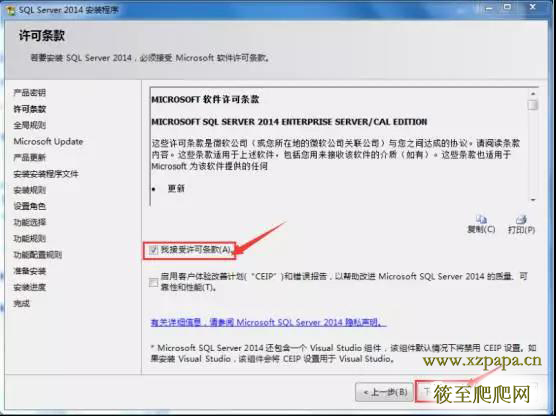 SQL Server 2014 安装程序
许可条款
若要安装 SQL Server 2014，必须接受 Microsoft 软件许可条款。
产品密钥
许可条款
全局规则
Microsoft Update
产品更新
安装安装程序文件
安装规则
设置角色
功能选择
功能规则
功能配置规则
准备安装
安装进度
完成
MICROSOFT 软件许可条款
MICROSOFT SQL SERVER 2014 ENTERPRISE SERVER/CAL EDITION
这些许可条款是微软公司（或您所在地的微软公司关联公司）与您之间达成的协议。请阅读条款
内容。这些条款适用于上述软件，包括您用来接收该软件的介质（如有）。这些条款也适用于
Microsoft 为该软件提供的任何
• 更新
复制(C) 打印(P)
我接受许可条款(A)。
启用客户体验改善计划(“CEIP”)和错误报告，以帮助改进 Microsoft SQL Server 2014 的质量、可
靠性和性能(T)。
有关详细信息，请参阅 Microsoft SQL Server 2014 隐私声明。
* Microsoft SQL Server 2014 还包含一个 Visual Studio 组件，该组件默认情况下将禁用 CEIP 设置。如
果安装 Visual Studio，该组件会将 CEIP 设置用于 Visual Studio。
www.xzpapa.cn
< 上一步(B) 下
筱至爬爬网